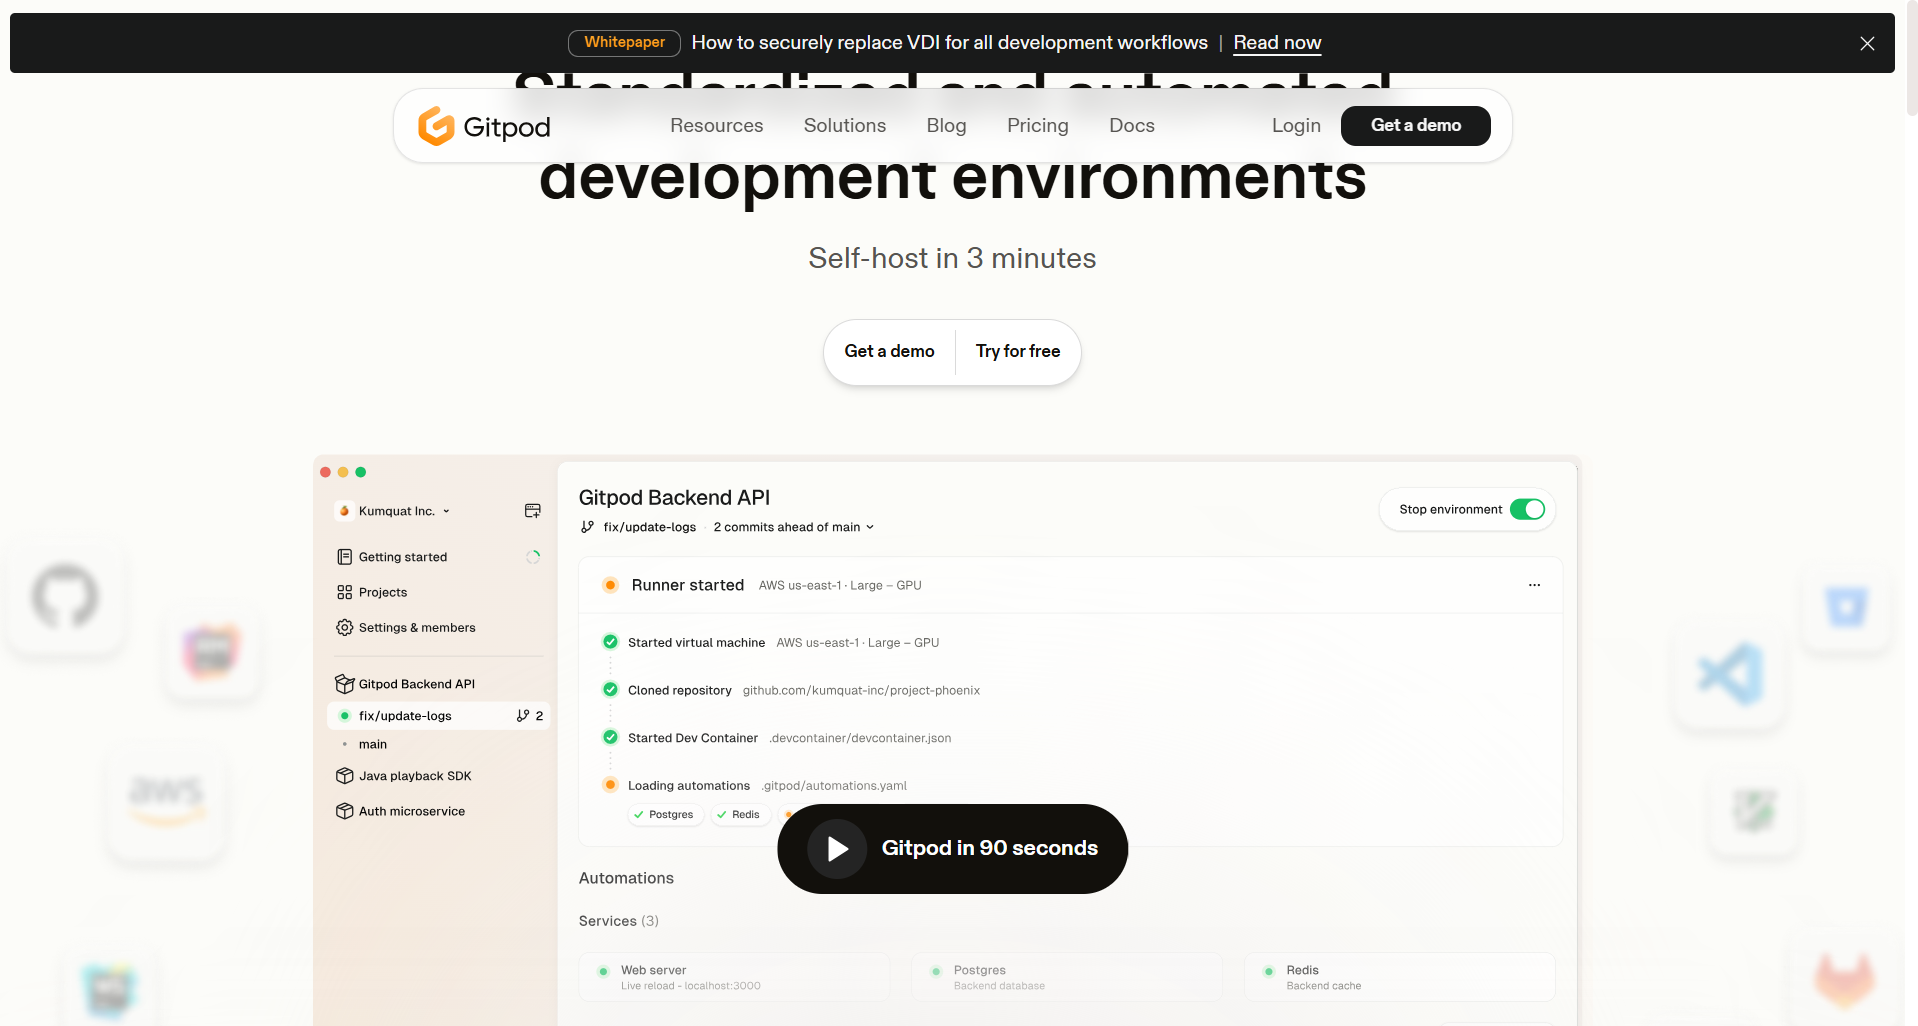 Whitepaper How to securely replace VDI for all development workflows | Read now
Standardized and automated
Gitpod Resources Solutions Blog Pricing Docs Login Get a demo
development environments
Self-host in 3 minutes
Get a demo Try for free
Kumquat Inc.
Getting started
Projects
Settings & members
Gitpod Backend API
fix/update-logs 2
main
Java playback SDK
Auth microservice
Gitpod Backend API
fix/update-logs · 2 commits ahead of main
Stop environment
Runner started AWS us-east-1 · Large – GPU
Started virtual machine AWS us-east-1 · Large – GPU
Cloned repository github.com/kumquat-inc/project-phoenix
Started Dev Container .devcontainer/devcontainer.json
Loading automations .gitpod/automations.yaml
Postgres Redis
Gitpod in 90 seconds
Automations
Services (3)
Web server
Live reload - localhost:3000
Postgres
Backend database
Redis
Backend cache
aws